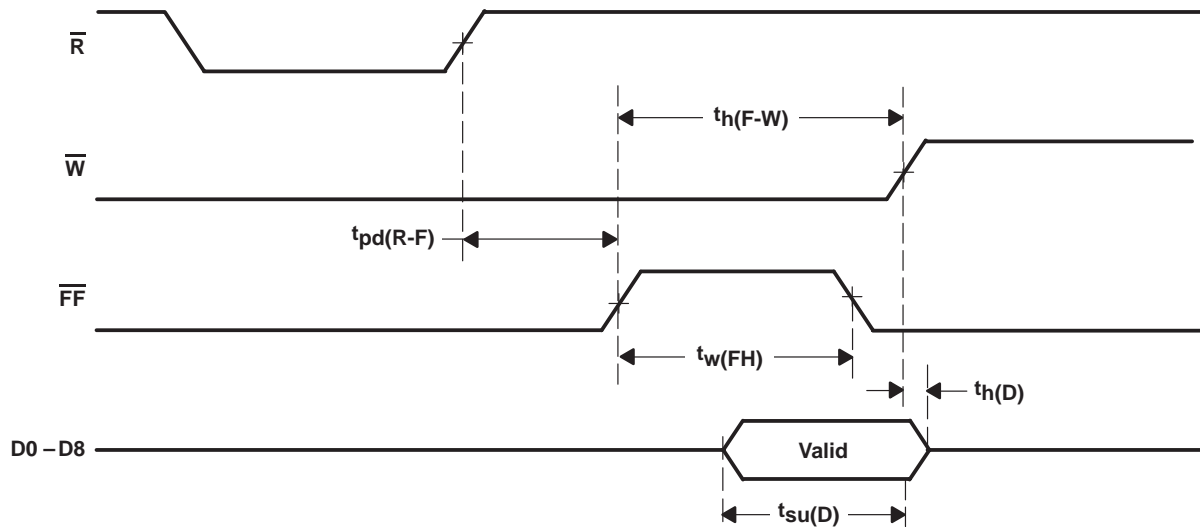 R
th(F-W)
W
tpd(R-F)
FF
tw(FH)
th(D)
D0 – D8
Valid
tsu(D)